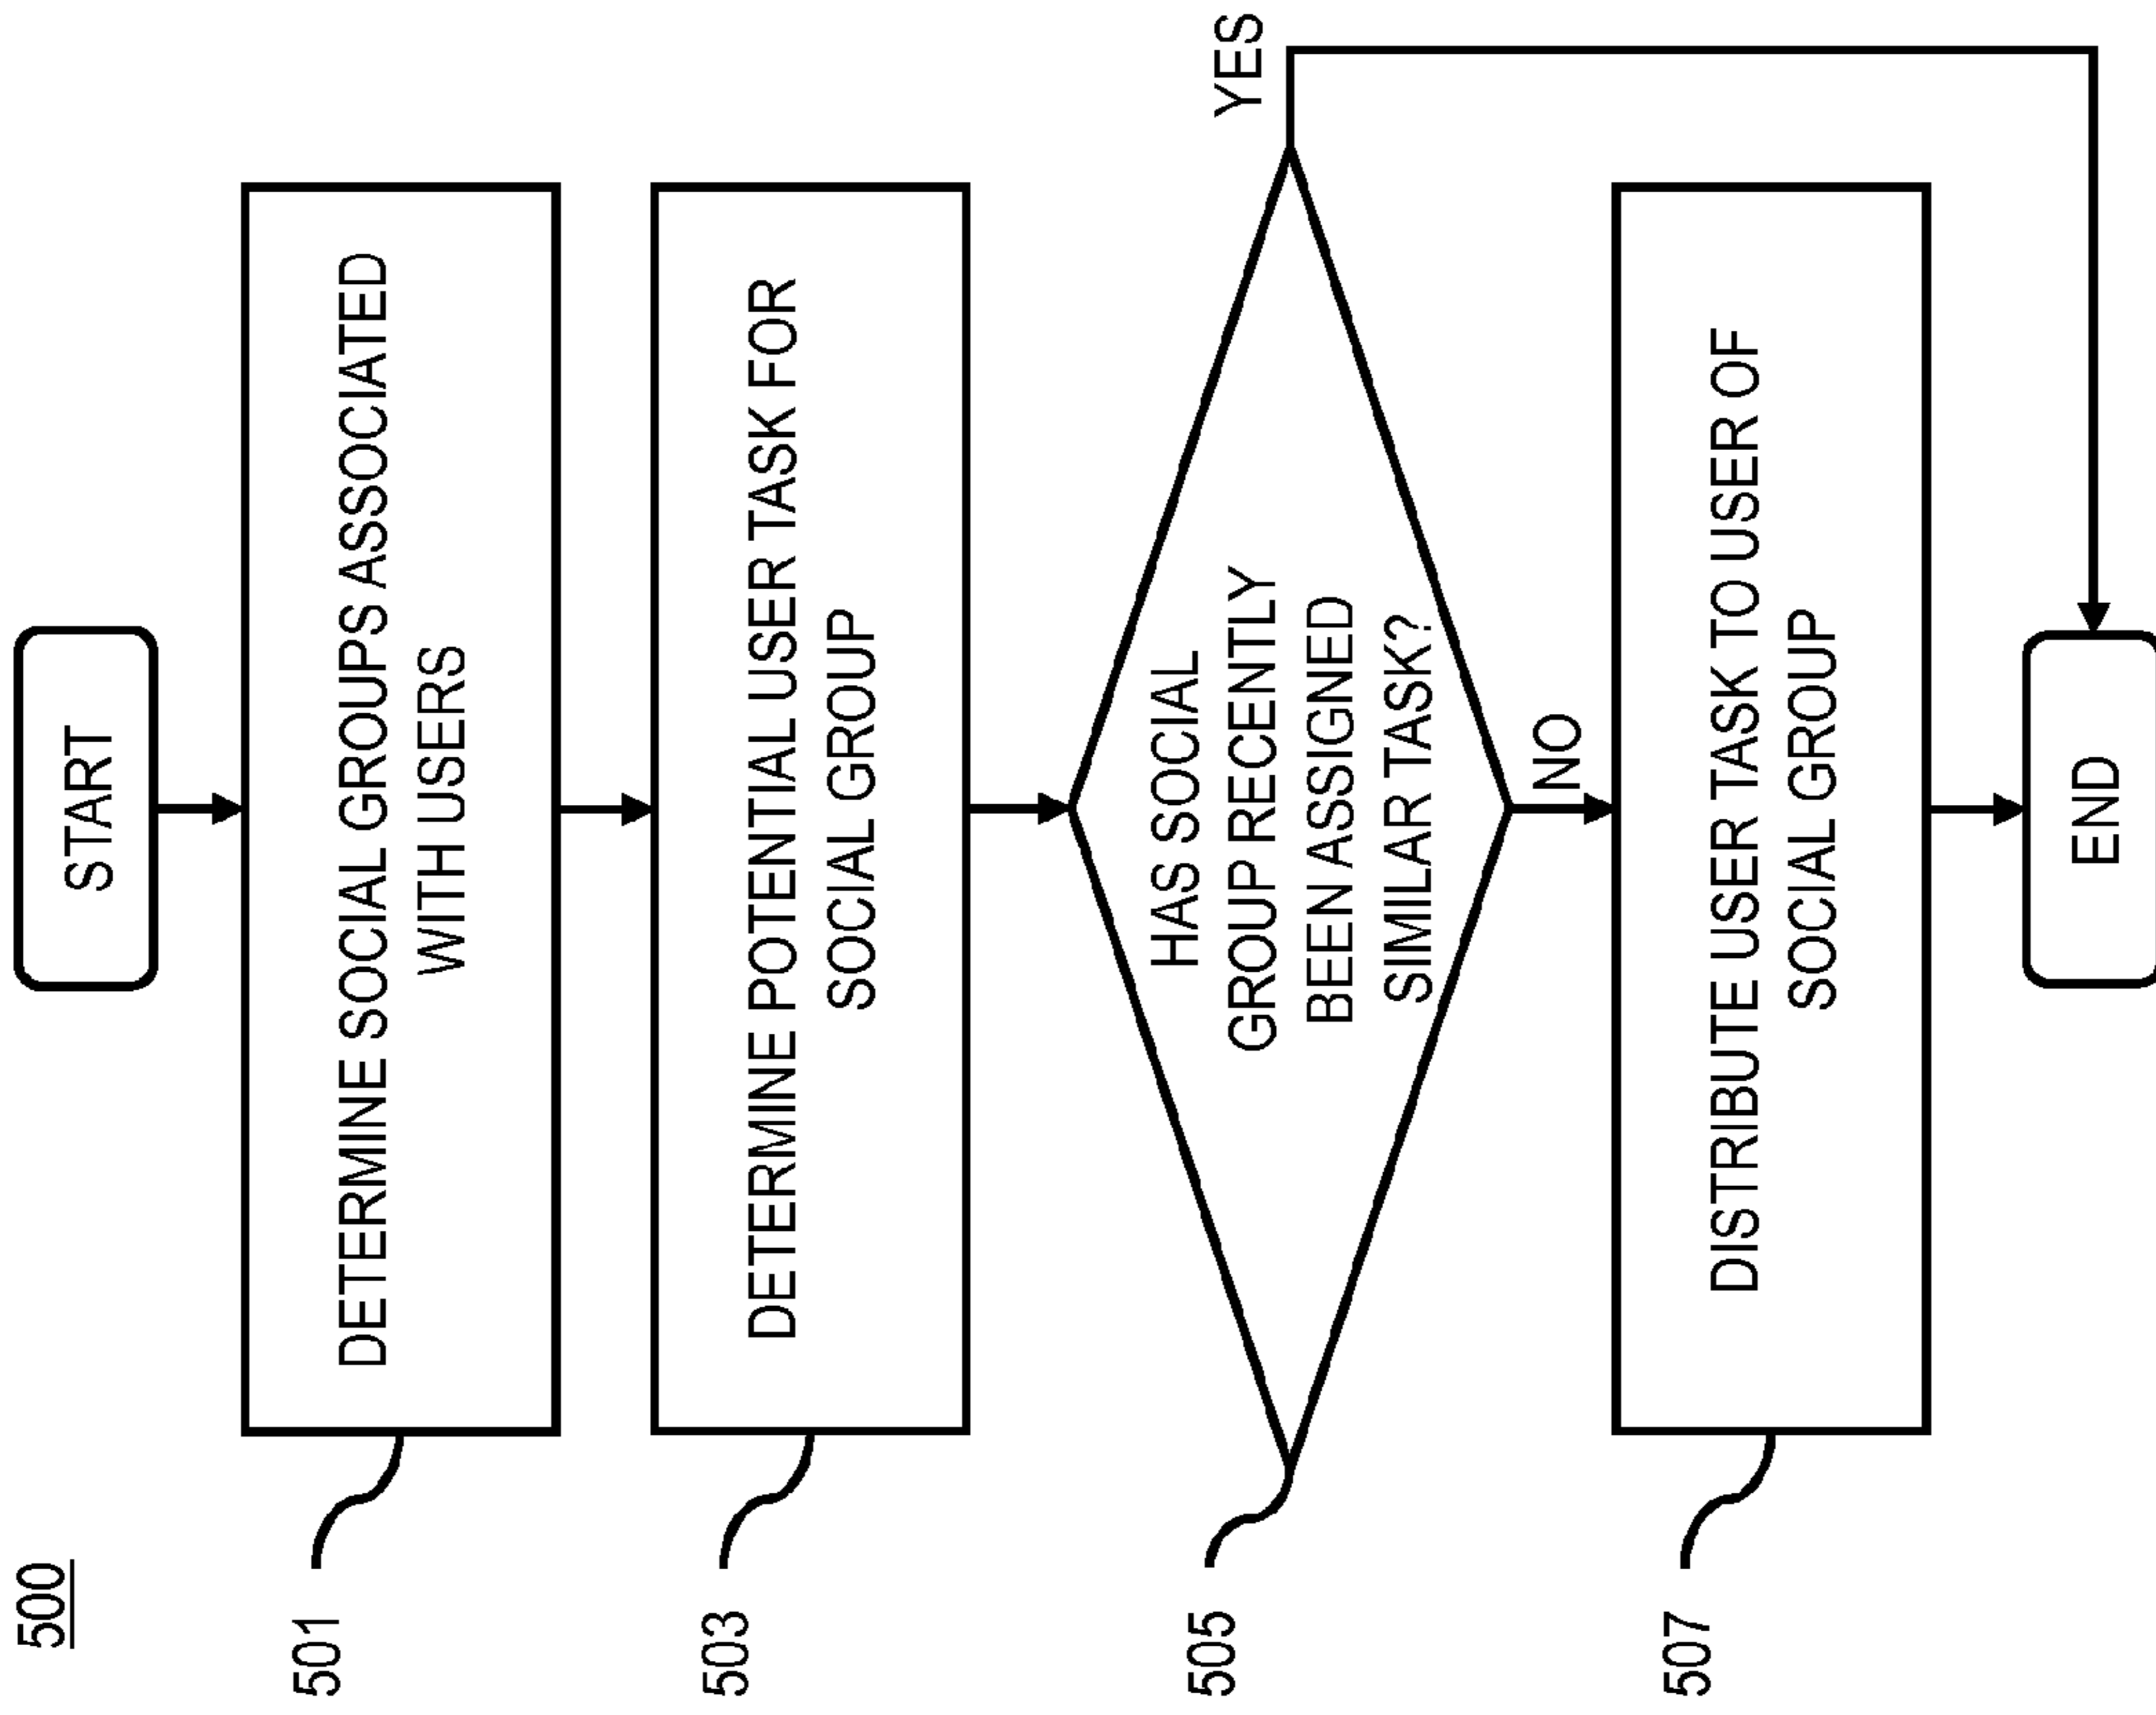 500
START
501
DETERMINE SOCIAL GROUPS ASSOCIATED
WITH USERS
503
DETERMINE POTENTIAL USER TASK FOR
SOCIAL GROUP
505
HAS SOCIAL
GROUP RECENTLY
BEEN ASSIGNED
SIMILAR TASK?
YES
NO
507
DISTRIBUTE USER TASK TO USER OF
SOCIAL GROUP
END